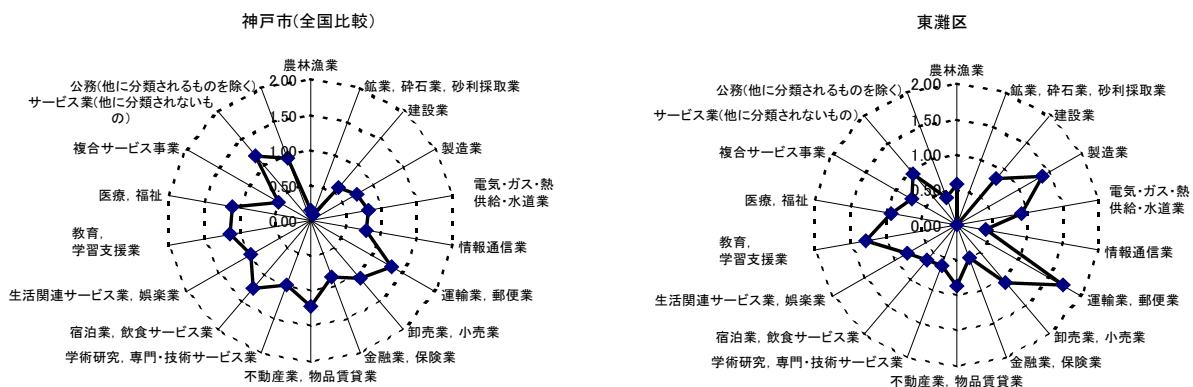 神戸市(全国比較)
農林漁業
鉱業, 砕石業, 砂利採取業
建設業
製造業
電気・ガス・熱
供給・水道業
情報通信業
運輸業, 郵便業
卸売業, 小売業
金融業, 保険業
不動産業, 物品賃貸業
学術研究, 専門・技術サービス業
宿泊業, 飲食サービス業
生活関連サービス業, 娯楽業
教育,
学習支援業
医療, 福祉
複合サービス事業
サービス業(他に分類されないも
の)
公務(他に分類されるものを除く)
2.00
1.50
1.00
0.50
0.00
東灘区
農林漁業
鉱業, 砕石業, 砂利採取業
建設業
製造業
電気・ガス・熱
供給・水道業
情報通信業
運輸業, 郵便業
卸売業, 小売業
金融業, 保険業
不動産業, 物品賃貸業
学術研究, 専門・技術サービス業
宿泊業, 飲食サービス業
生活関連サービス業, 娯楽業
教育,
学習支援業
医療, 福祉
複合サービス事業
サービス業(他に分類されないもの)
公務(他に分類されるものを除く)
2.00
1.50
1.00
0.50
0.00